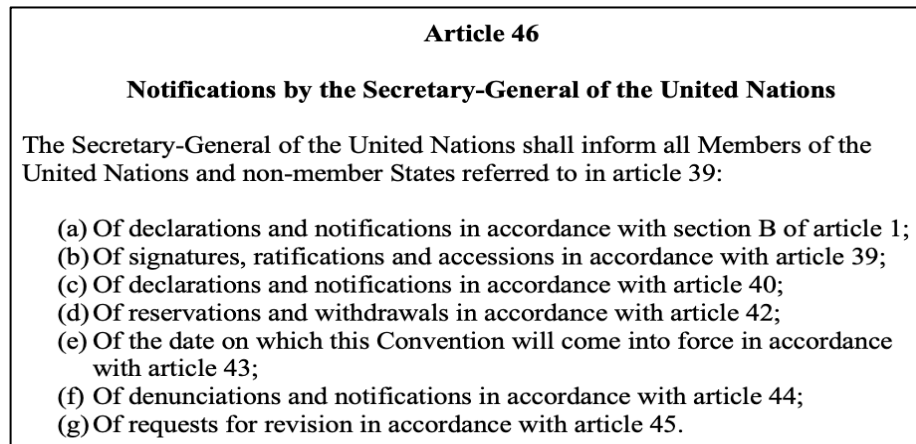 Article 46
Notifications by the Secretary-General of the United Nations
The Secretary-General of the United Nations shall inform all Members of the
United Nations and non-member States referred to in article 39:
(a) Of declarations and notifications in accordance with section B of article 1;
(b) Of signatures, ratifications and accessions in accordance with article 39;
(c) Of declarations and notifications in accordance with article 40;
(d) Of reservations and withdrawals in accordance with article 42;
(e) Of the date on which this Convention will come into force in accordance
with article 43;
(f) Of denunciations and notifications in accordance with article 44;
(g) Of requests for revision in accordance with article 45.